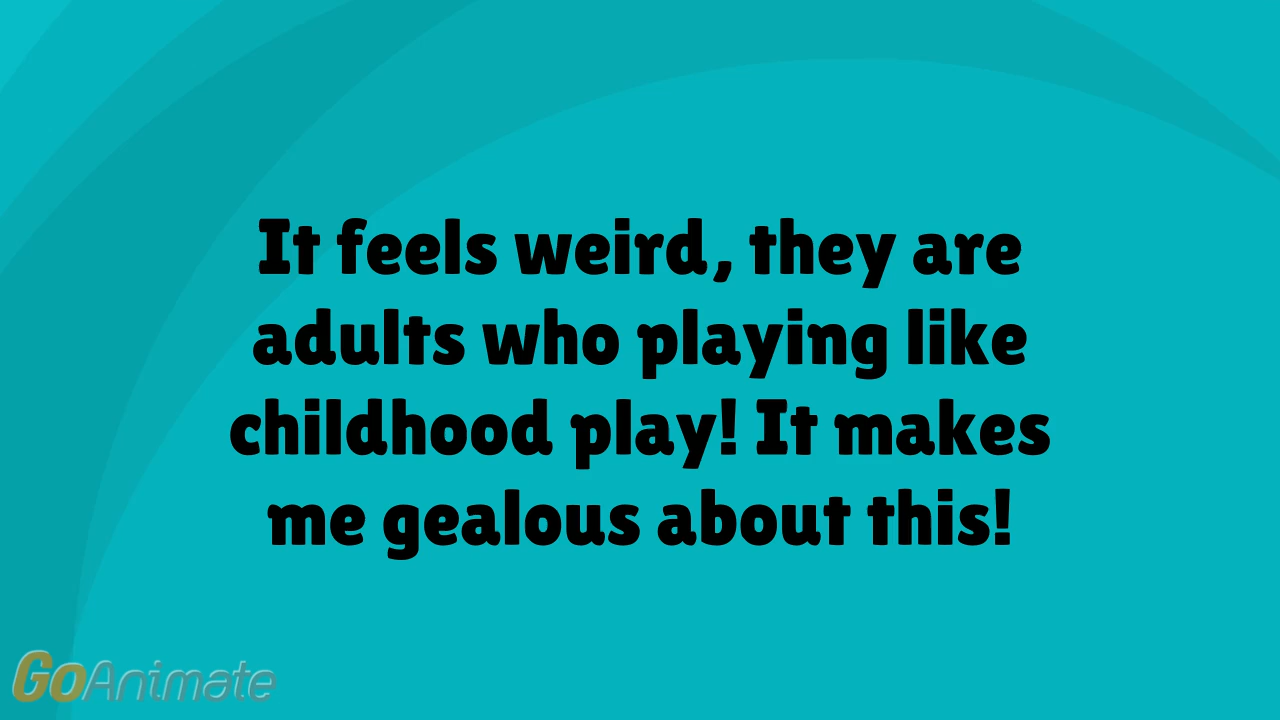 It feels weird, they are
adults who playing like
childhood play! It makes
me gealous about this!
GoAnimate